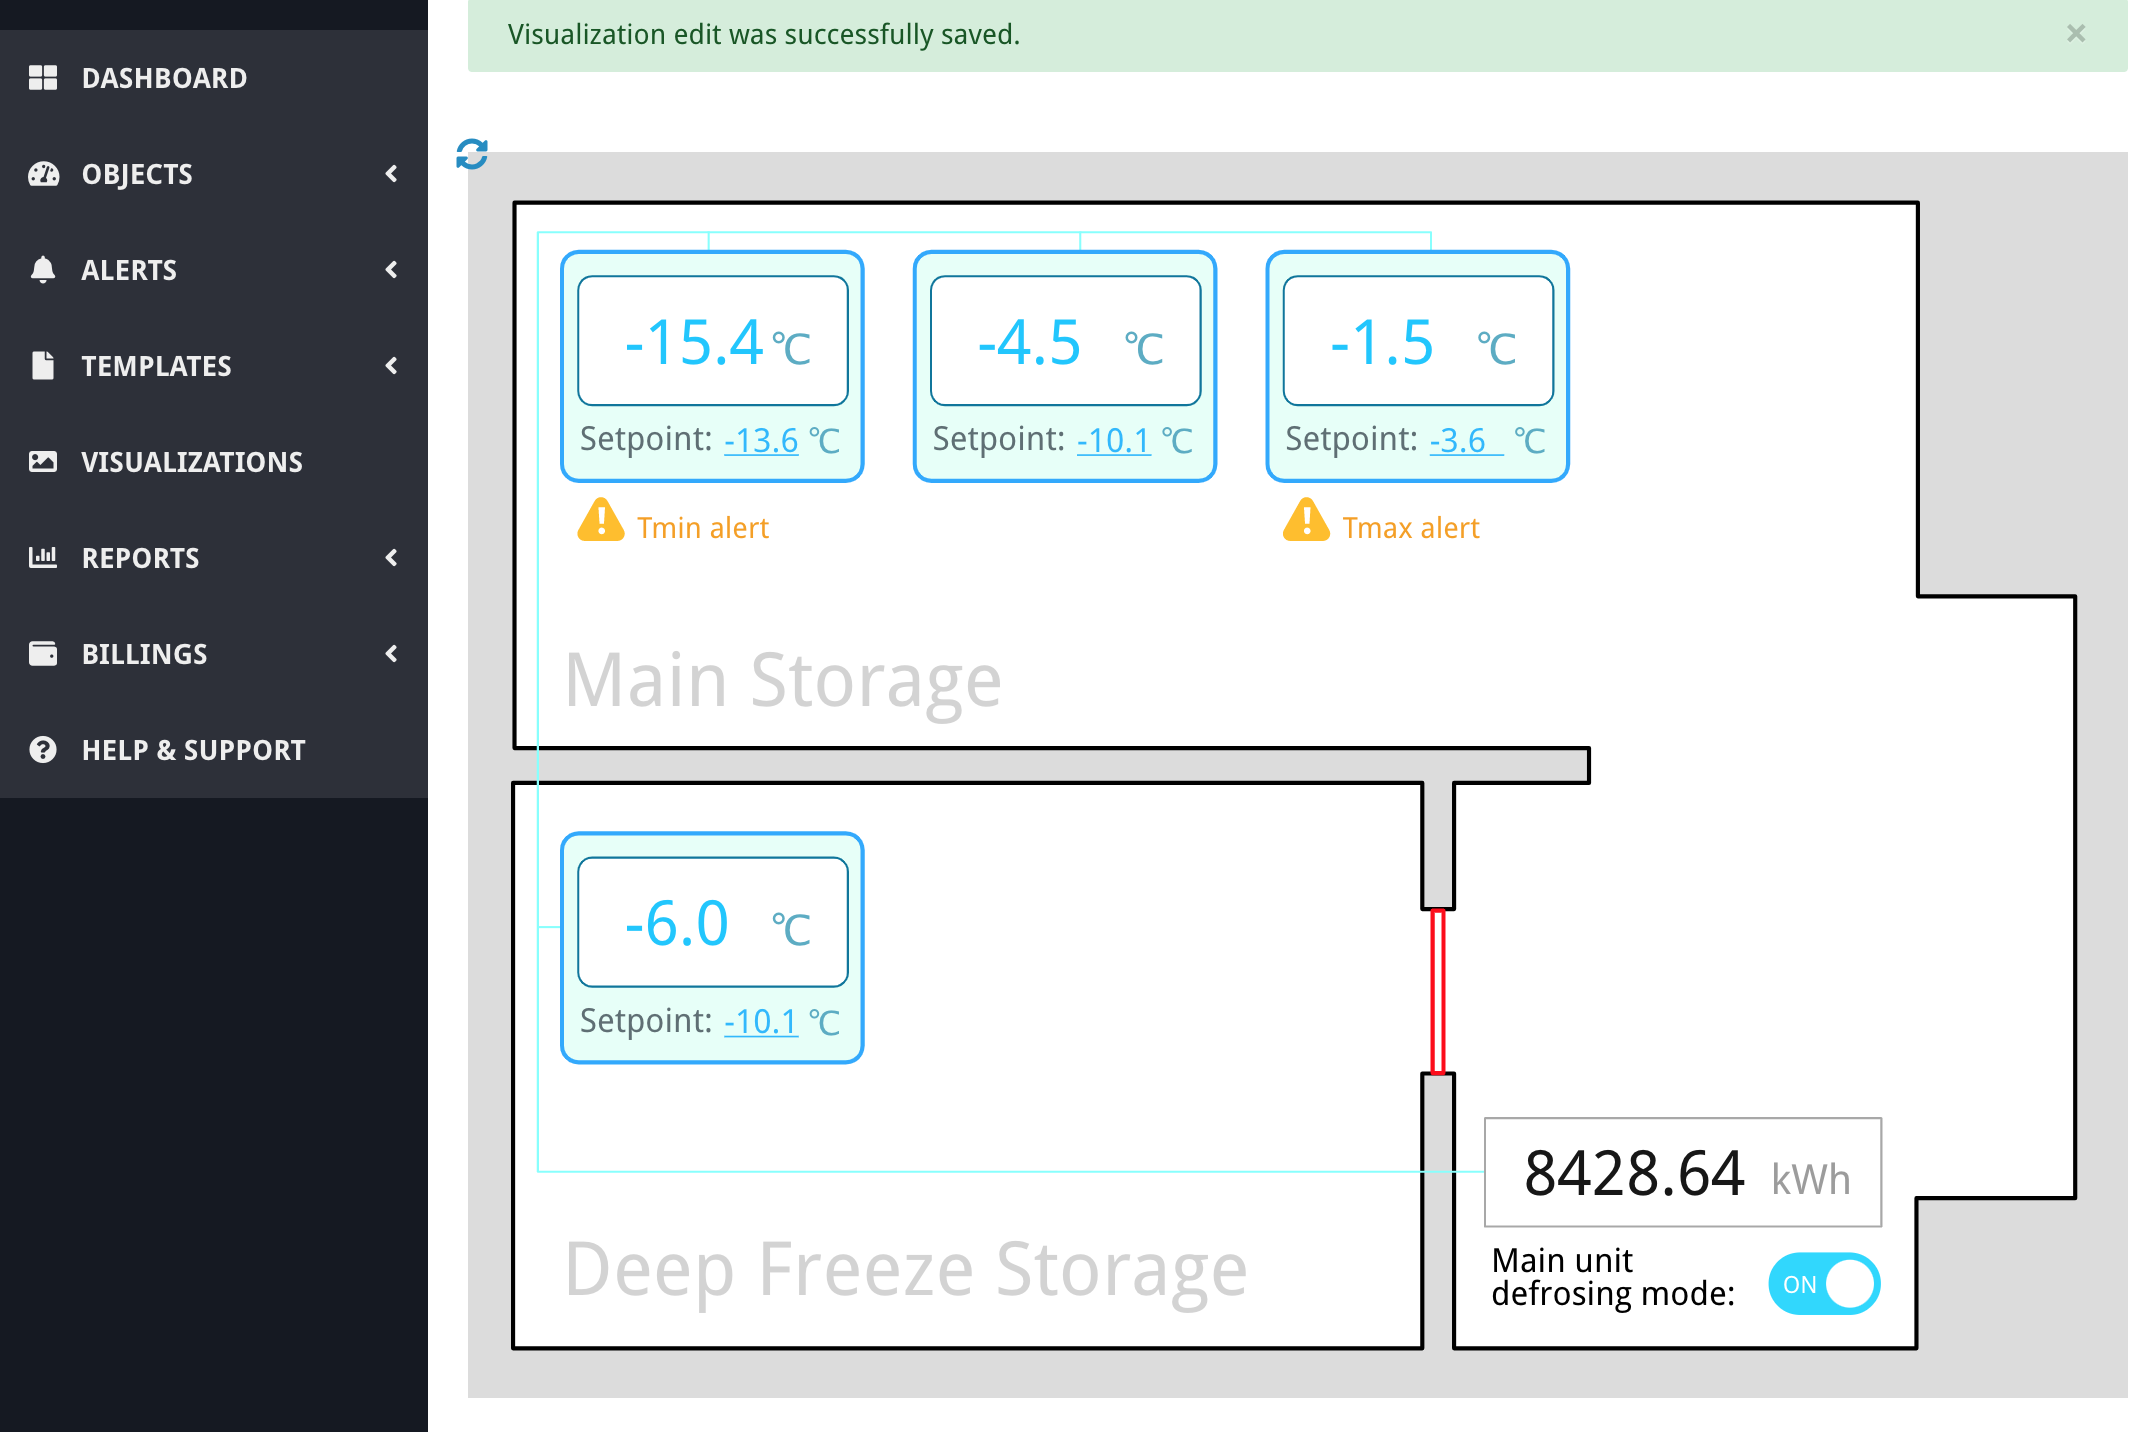 Visualization edit was successfully saved.
×
DASHBOARD
OBJECTS
ALERTS
TEMPLATES
VISUALIZATIONS
REPORTS
BILLINGS
HELP & SUPPORT
-15.4 ℃
Setpoint: -13.6 ℃
Tmin alert
-4.5 ℃
Setpoint: -10.1 ℃
-1.5 ℃
Setpoint: -3.6 ℃
Tmax alert
Main Storage
-6.0 ℃
Setpoint: -10.1 ℃
Deep Freeze Storage
8428.64 kWh
Main unit
defrosing mode:
ON